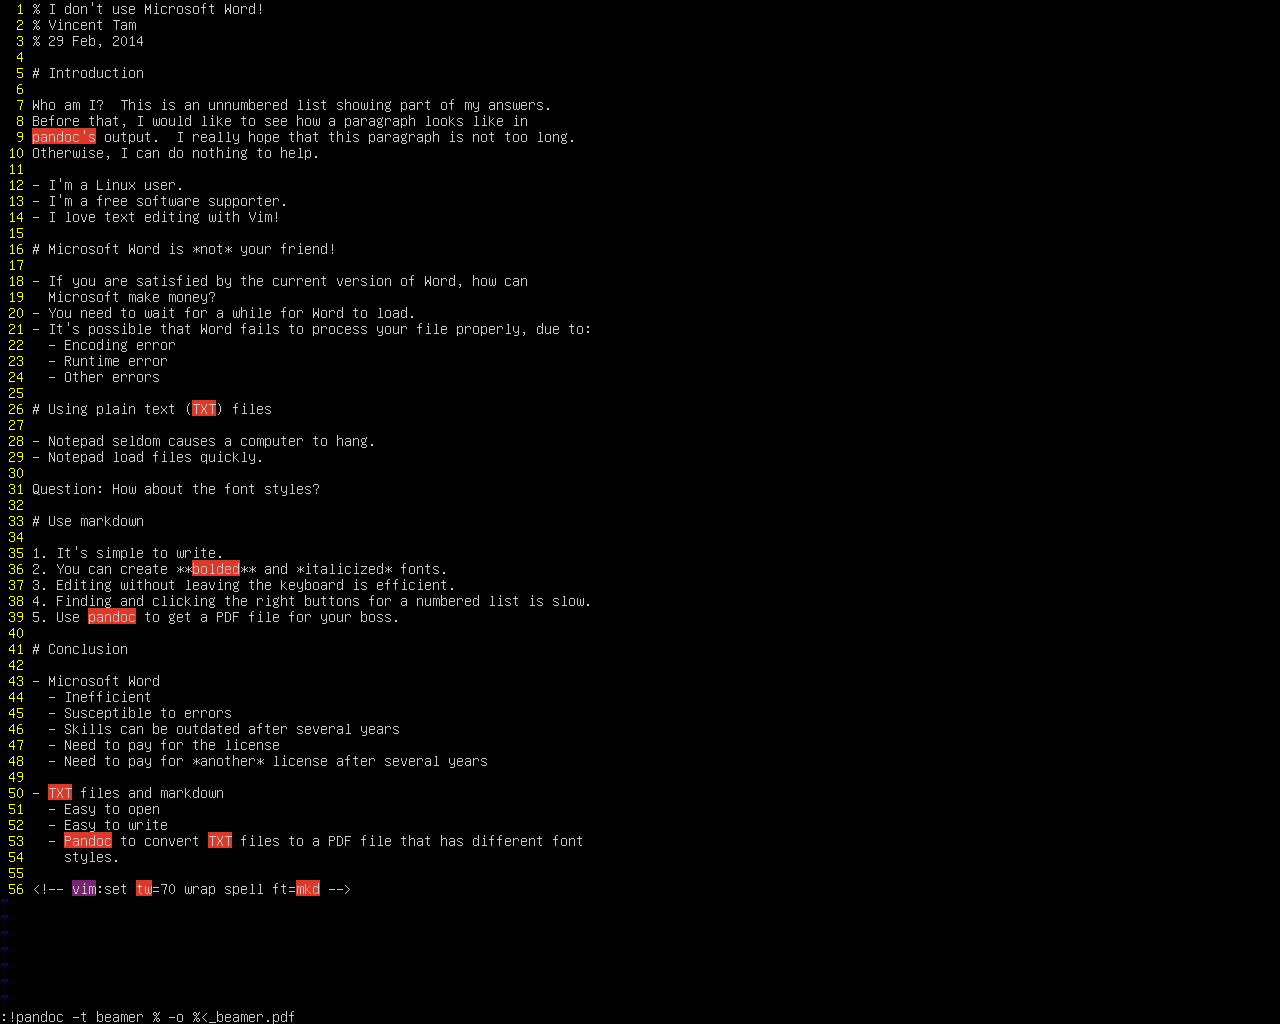 1 % I don't use Microsoft Word!
2 % Vincent Tam
3 % 29 Feb, 2014
4
5 # Introduction
6
7 Who am I?  This is an unnumbered list showing part of my answers.
8 Before that, I would like to see how a paragraph looks like in
9 pandoc's output.  I really hope that this paragraph is not too long.
10 Otherwise, I can do nothing to help.
11
12 - I'm a Linux user.
13 - I'm a free software supporter.
14 - I love text editing with Vim!
15
16 # Microsoft Word is *not* your friend!
17
18 - If you are satisfied by the current version of Word, how can
19   Microsoft make money?
20 - You need to wait for a while for Word to load.
21 - It's possible that Word fails to process your file properly, due to:
22   - Encoding error
23   - Runtime error
24   - Other errors
25
26 # Using plain text (TXT) files
27
28 - Notepad seldom causes a computer to hang.
29 - Notepad load files quickly.
30
31 Question: How about the font styles?
32
33 # Use markdown
34
35 1. It's simple to write.
36 2. You can create **bolded** and *italicized* fonts.
37 3. Editing without leaving the keyboard is efficient.
38 4. Finding and clicking the right buttons for a numbered list is slow.
39 5. Use pandoc to get a PDF file for your boss.
40
41 # Conclusion
42
43 - Microsoft Word
44   - Inefficient
45   - Susceptible to errors
46   - Skills can be outdated after several years
47   - Need to pay for the license
48   - Need to pay for *another* license after several years
49
50 - TXT files and markdown
51   - Easy to open
52   - Easy to write
53   - Pandoc to convert TXT files to a PDF file that has different font
54     styles.
55
56 <!-- vim:set tw=70 wrap spell ft=mkd -->
~
~
~
~
~
~
~
:!pandoc -t beamer % -o %<_beamer.pdf